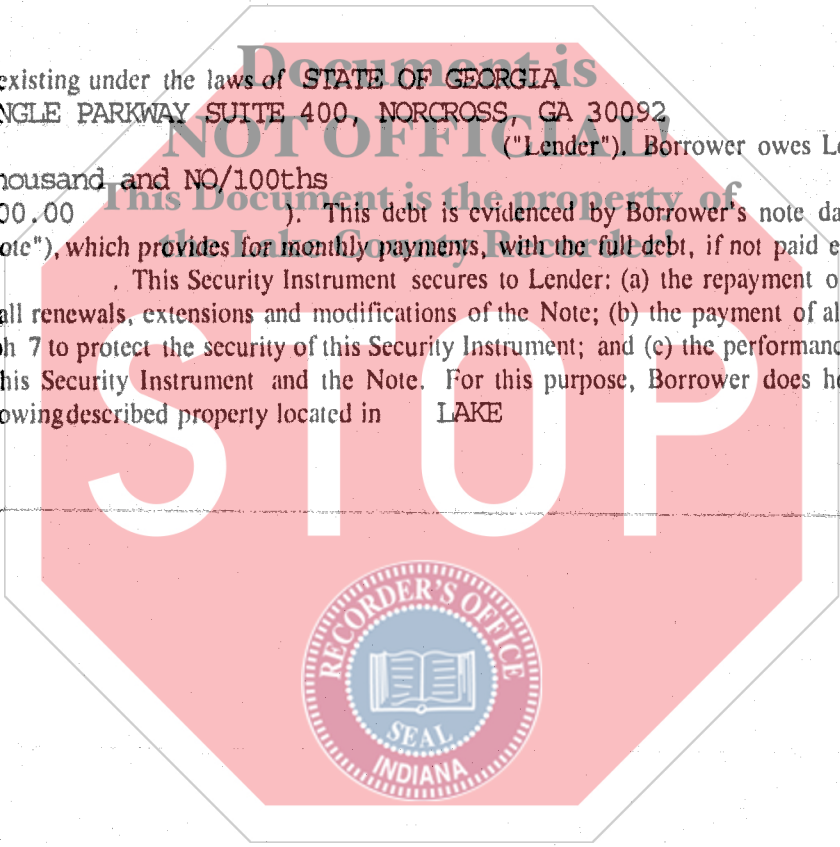 Document is
existing under the laws of STATE OF GEORGIA
NGLE PARKWAY SUITE 400, NORCROSS, GA 30092
NOT OFFICIAL!
("Lender"). Borrower owes Le
housand and NO/100ths
This Document is the property of
00.00 ). This debt is evidenced by Borrower's note da
the Lake County Recorder!
ote"), which provides for monthly payments, with the full debt, if not paid e
. This Security Instrument secures to Lender: (a) the repayment o
all renewals, extensions and modifications of the Note; (b) the payment of al
h 7 to protect the security of this Security Instrument; and (c) the performanc
his Security Instrument and the Note. For this purpose, Borrower does he
owing described property located in LAKE
STOP
RECORDER'S OFFICE
SEAL
INDIANA